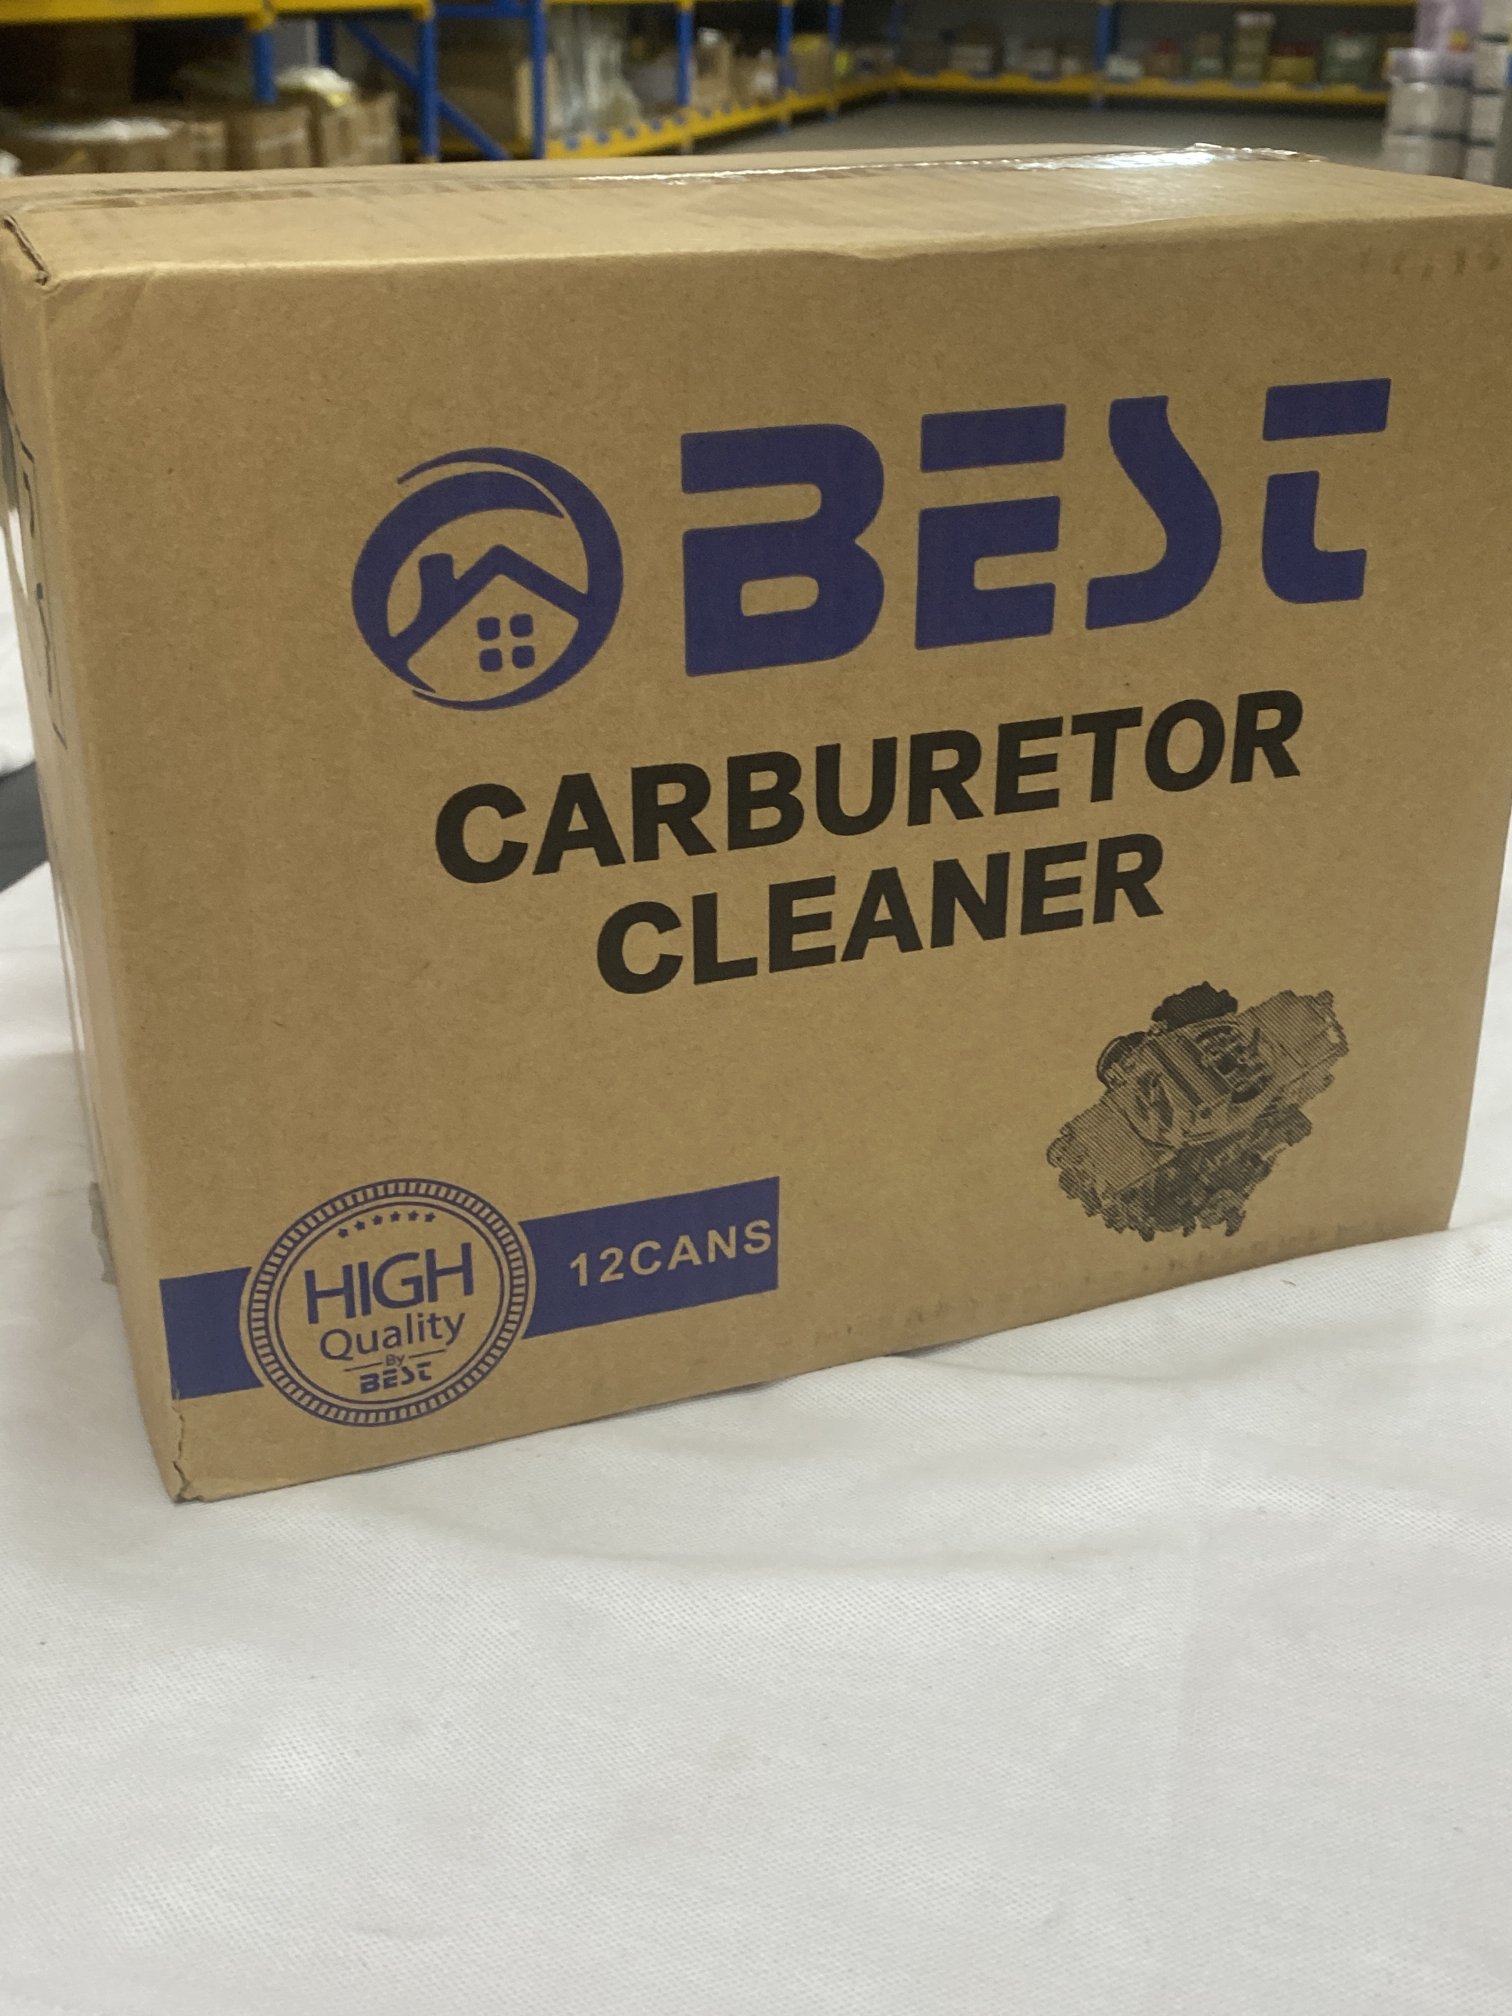 BEST
CARBURETOR
CLEANER
12CANS
HIGH
Quality
By
BEST